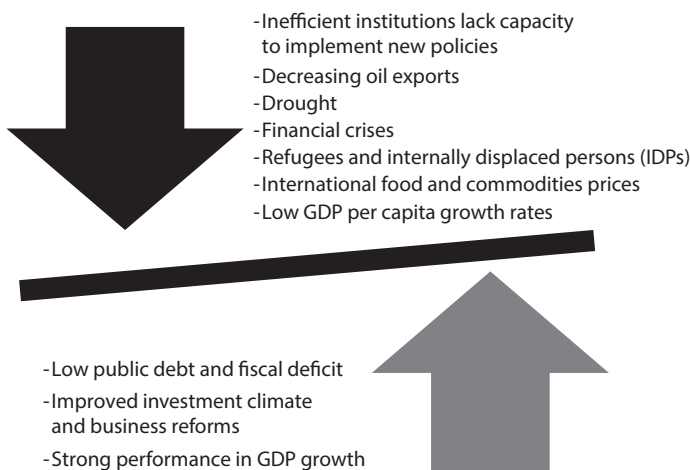 -Inefficient institutions lack capacity
to implement new policies
-Decreasing oil exports
-Drought
-Financial crises
-Refugees and internally displaced persons (IDPs)
-International food and commodities prices
-Low GDP per capita growth rates
-Low public debt and fiscal deficit
-Improved investment climate
and business reforms
-Strong performance in GDP growth